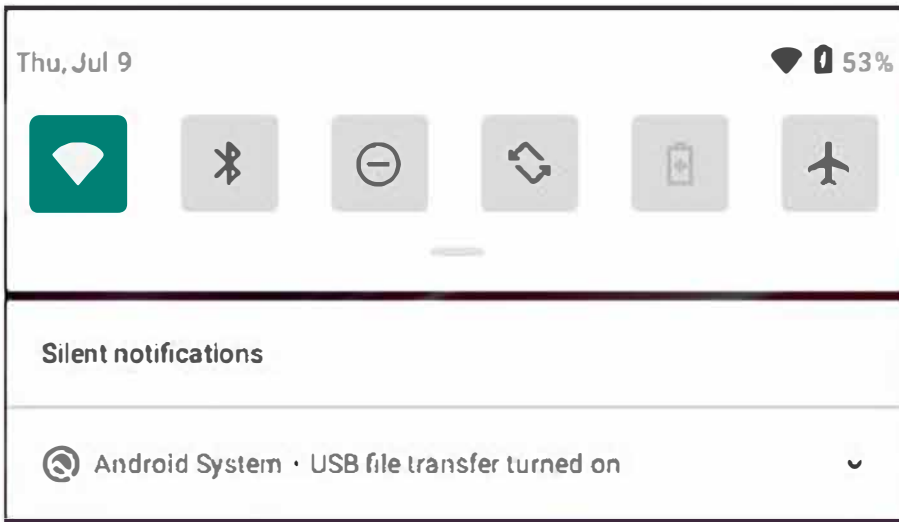 Thu, Jul 9 53%
Silent notifications
Android System · USB file transfer turned on